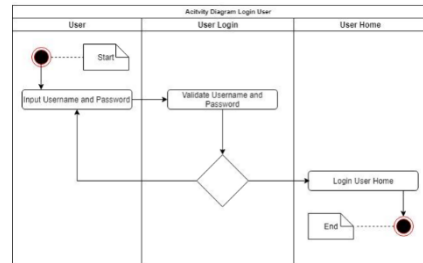 Acitvity Diagram Login User
User
User Login
User Home
Start
Input Username and Password
Validate Username and
Password
Login User Home
End